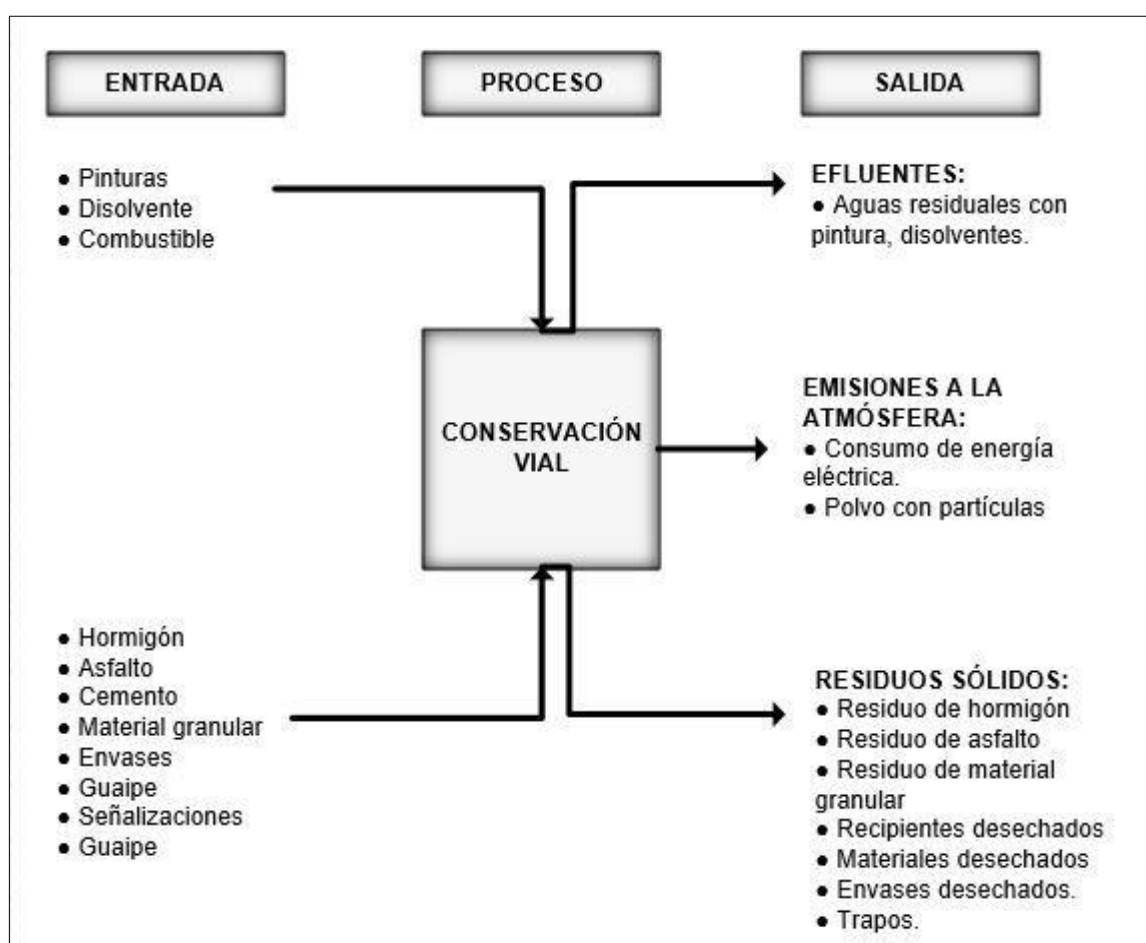 ENTRADA
PROCESO
SALIDA
● Pinturas
● Disolvente
● Combustible
EFLUENTES:
● Aguas residuales con
pintura, disolventes.
CONSERVACIÓN
VIAL
EMISIONES A LA
ATMÓSFERA:
● Consumo de energía
eléctrica.
● Polvo con partículas
● Hormigón
● Asfalto
● Cemento
● Material granular
● Envases
● Guaipe
● Señalizaciones
● Guaipe
RESIDUOS SÓLIDOS:
● Residuo de hormigón
● Residuo de asfalto
● Residuo de material
granular
● Recipientes desechados
● Materiales desechados
● Envases desechados.
● Trapos.